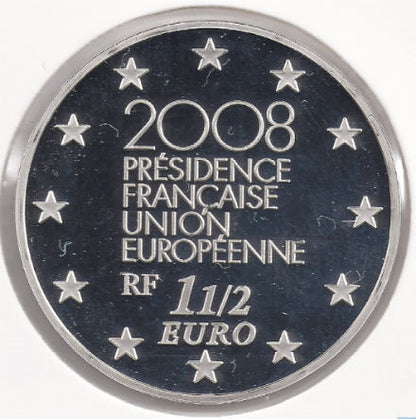 2008
PRÉSIDENCE
FRANÇAISE
UNION
EUROPÉENNE
RF 1 1/2
EURO